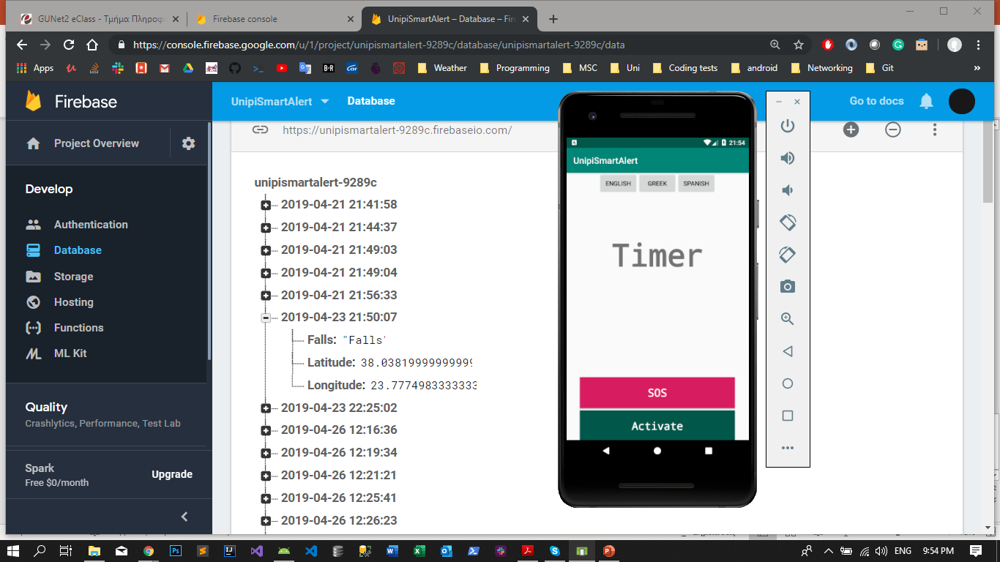 GUNet2 eClass - Τμήμα Πληροφ
Firebase console
UnipiSmartAlert – Database – Fire
https://console.firebase.google.com/u/1/project/unipismartalert-9289c/database/unipismartalert-9289c/data
Apps
Weather
Programming
MSC
Uni
Coding tests
android
Networking
Git
»
Firebase
UnipiSmartAlert
Database
Go to docs
Project Overview
https://unipismartalert-9289c.firebaseio.com/
Develop
Authentication
Database
Storage
Hosting
Functions
ML Kit
Quality
Crashlytics, Performance, Test Lab
Spark
Free $0/month
Upgrade
unipismartalert-9289c
2019-04-21 21:41:58
2019-04-21 21:44:37
2019-04-21 21:49:03
2019-04-21 21:49:04
2019-04-21 21:56:33
2019-04-23 21:50:07
Falls: "Falls'
Latitude: 38.03819999999999
Longitude: 23.7774983333333
2019-04-23 22:25:02
2019-04-26 12:16:36
2019-04-26 12:19:34
2019-04-26 12:21:21
2019-04-26 12:25:41
2019-04-26 12:26:23
21:54
UnipiSmartAlert
ENGLISH GREEK SPANISH
Timer
SOS
Activate
ENG 9:54 PM